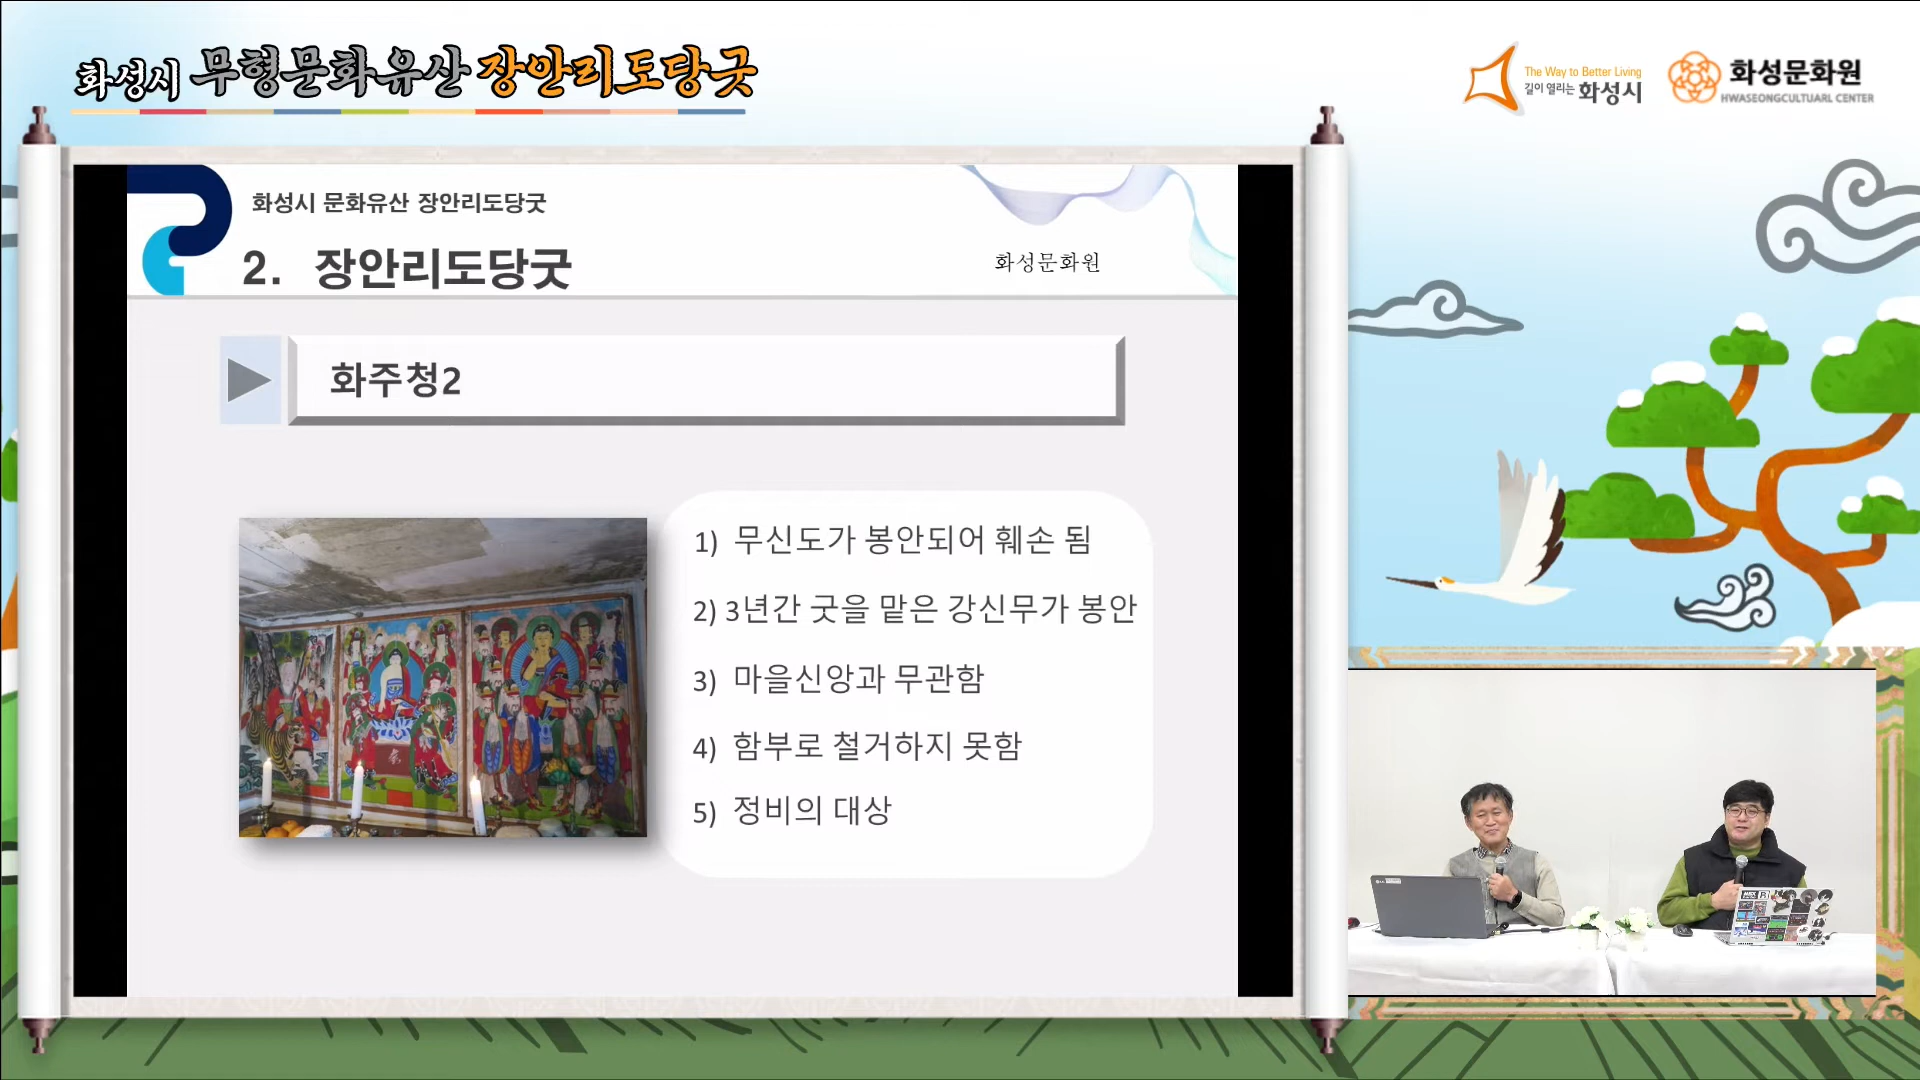 화성시 무형문화유산 장안리도당굿
The Way to Better Living
길이 열리는 화성시
화성문화원
HWASEONGCULTUARL CENTER
화성시 문화유산 장안리도당굿
2. 장안리도당굿
화성문화원
화주청2
1) 무신도가 봉안되어 훼손 됨
2) 3년간 굿을 맡은 강신무가 봉안
3) 마을신앙과 무관함
4) 함부로 철거하지 못함
5) 정비의 대상